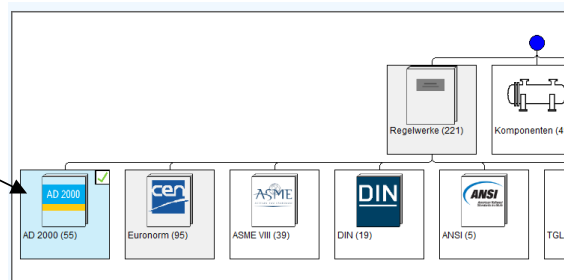 Regelwerke (221)
Komponenten (4
AD 2000
AD 2000 (55)
cen
Euronorm (95)
ASME
ASME VIII (39)
DIN
DIN (19)
ANSI
ANSI (5)
TGL